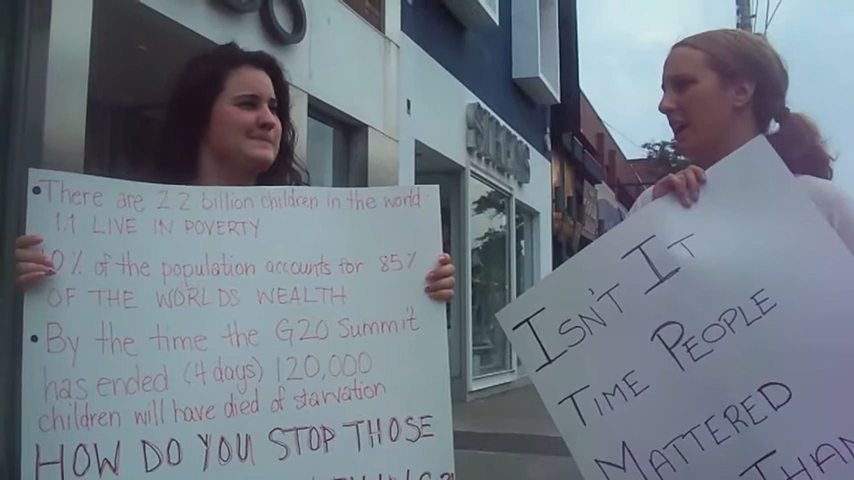 There are 2.2 billion children in the world
1.1 LIVE IN POVERTY
0% of the population accounts for 85%
OF THE WORLDS WEALTH
By the time the G20 Summit
has ended (4 days) 120,000
children will have died of starvation
HOW DO YOU STOP THOSE
ISN'T IT
TIME PEOPLE
MATTERED
THAN